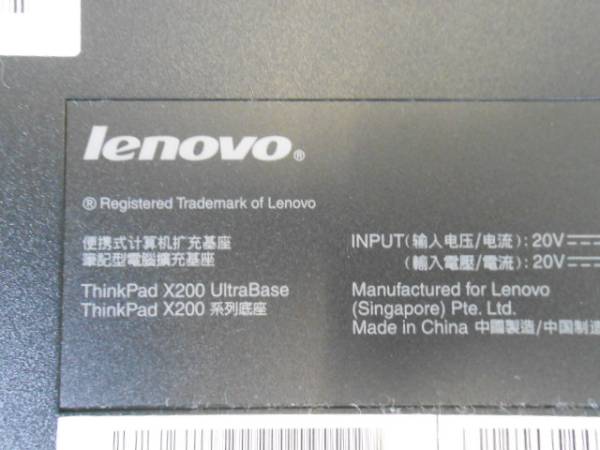 lenovo®
® Registered Trademark of Lenovo
便携式计算机扩充基座
筆記型電腦擴充基座
ThinkPad X200 UltraBase
ThinkPad X200 系列底座
INPUT(输入电压/电流): 20V⎓
(輸入電壓/電流): 20V⎓
Manufactured for Lenovo
(Singapore) Pte. Ltd.
Made in China 中國製造/中国制造